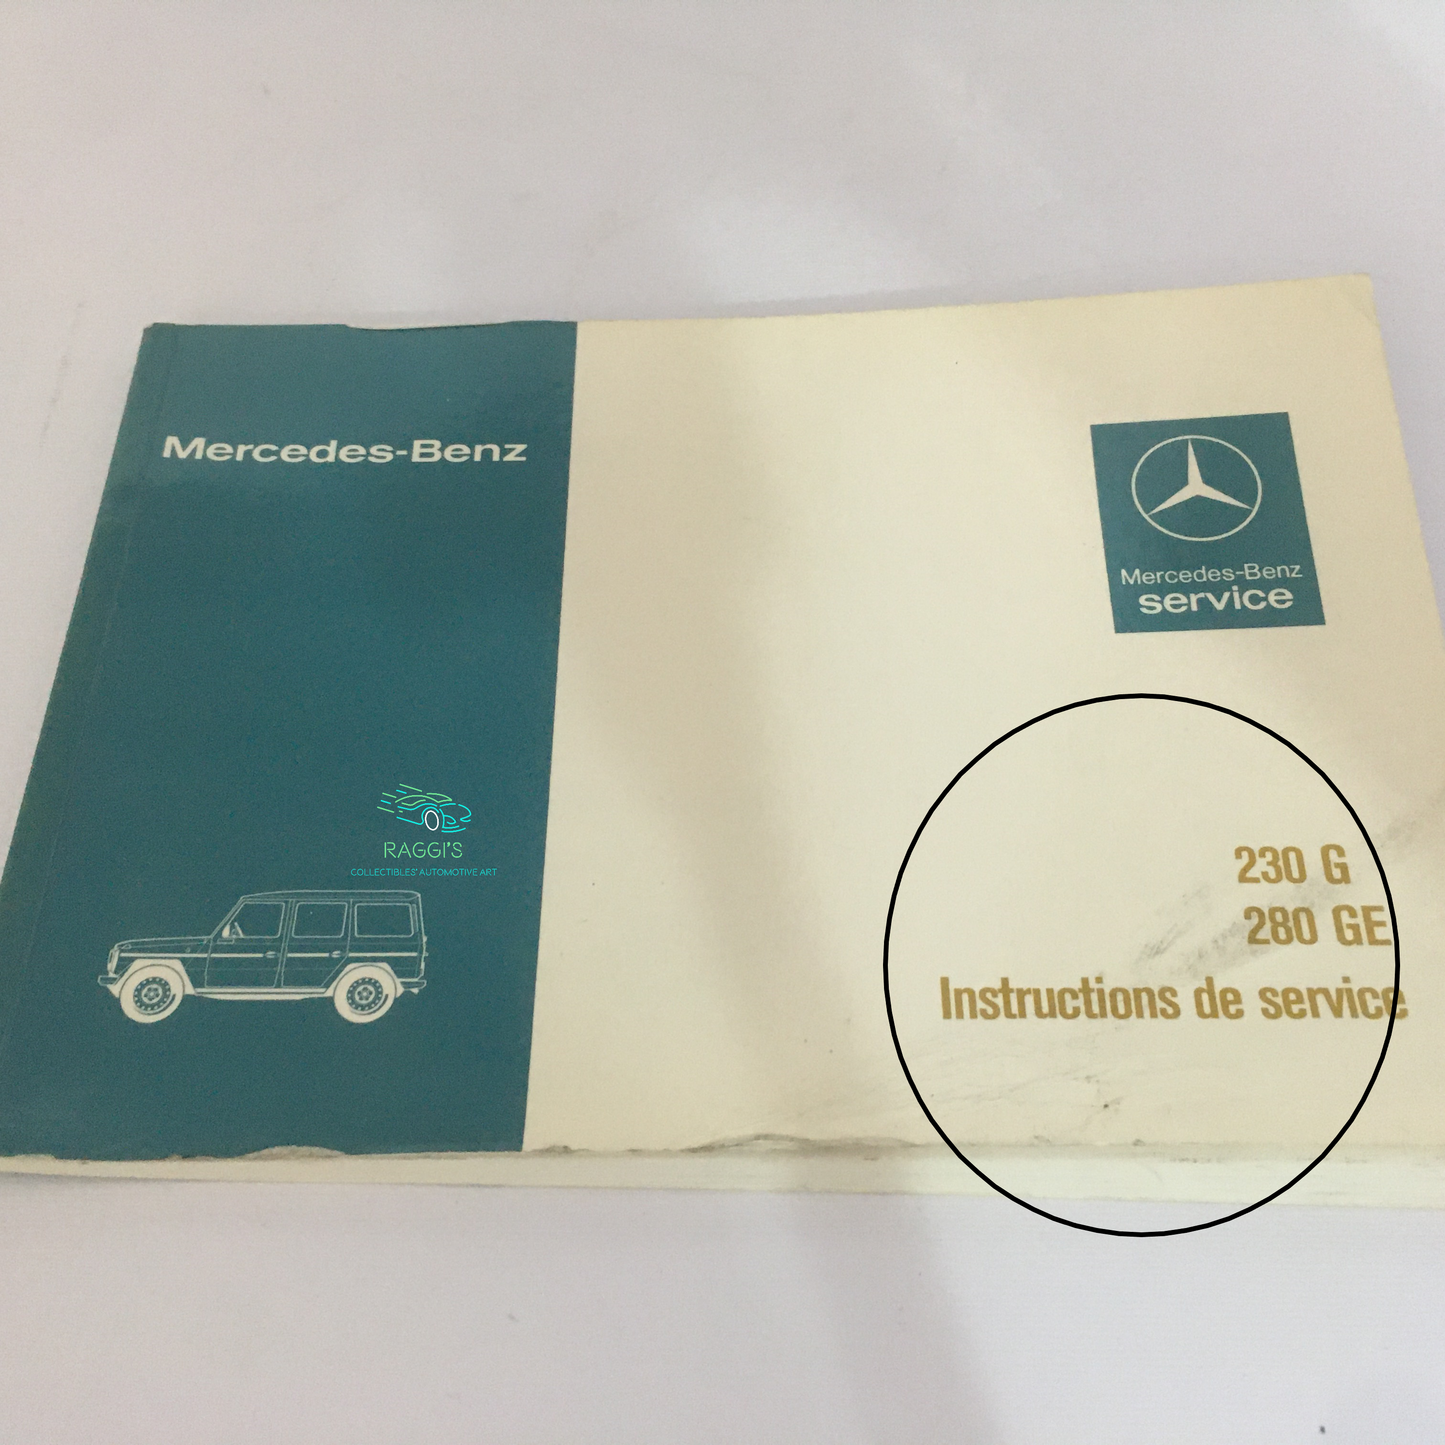 Mercedes-Benz
Mercedes-Benz
service
RAGGI'S
COLLECTIBLES' AUTOMOTIVE ART
230 G
280 GE
Instructions de service